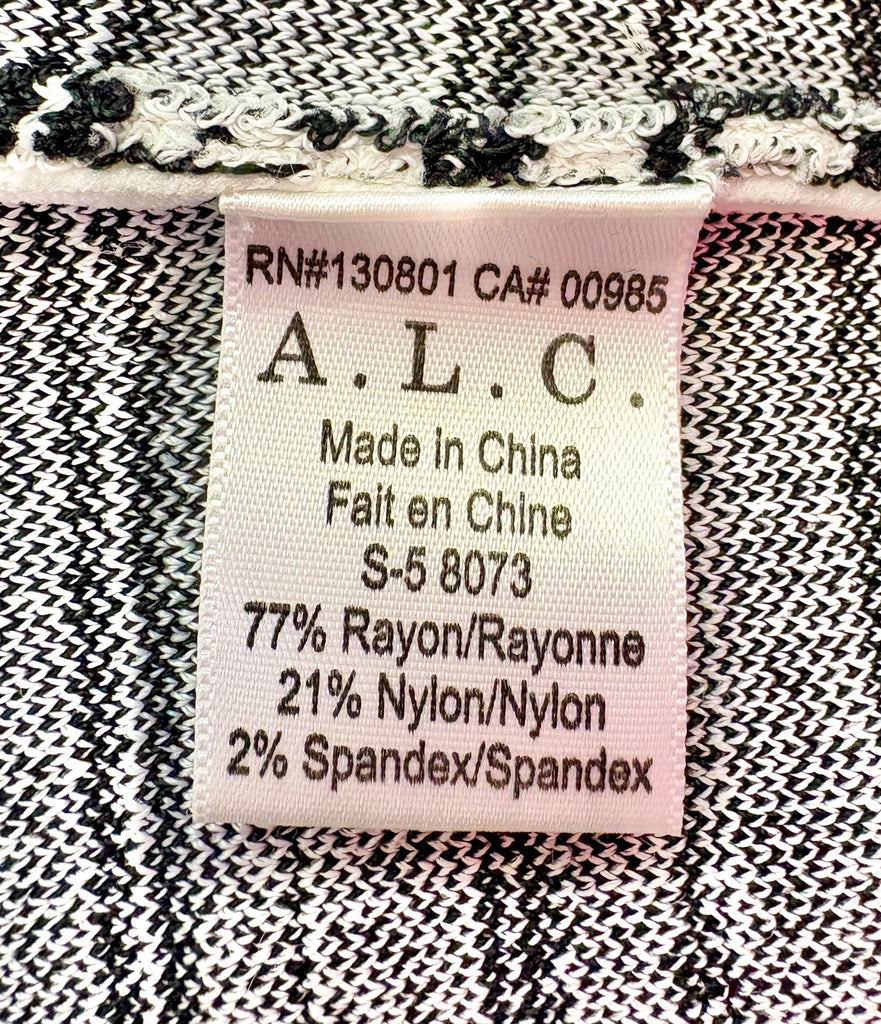 RN#130801 CA# 00985
A.L.C.
Made in China
Fait en Chine
S-5 8073
77% Rayon/Rayonne
21% Nylon/Nylon
2% Spandex/Spandex